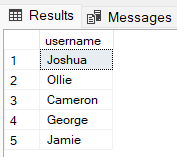 Results Messages
username
1 Joshua
2 Ollie
3 Cameron
4 George
5 Jamie